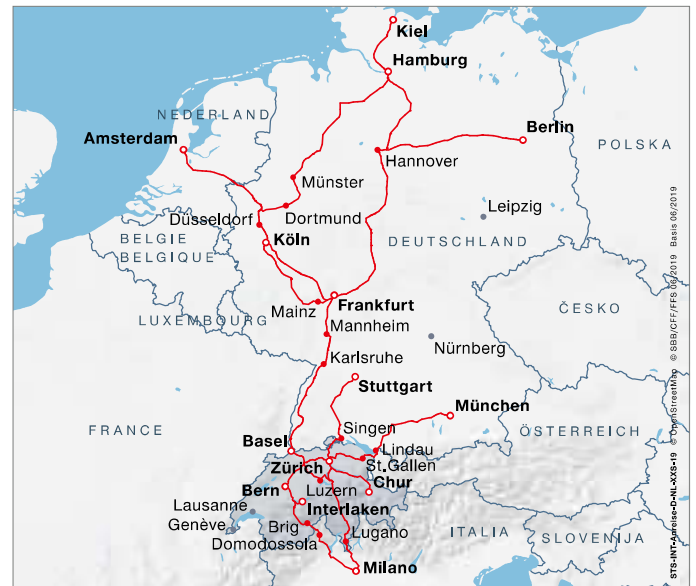 Kiel
Hamburg
NEDERLAND
Amsterdam
Berlin
POLSKA
Hannover
Münster
Leipzig
Dortmund
Düsseldorf
BELGIE
BELGIQUE
Köln
DEUTSCHLAND
Mainz
Frankfurt
ČESKO
LUXEMBOURG
Mannheim
Nürnberg
Karlsruhe
Stuttgart
München
FRANCE
Singen
ÖSTERREICH
Basel
Lindau
Zürich
St.Gallen
Bern
Luzern
Chur
Lausanne
Interlaken
Genève
Brig
Lugano
ITALIA
SLOVENIJA
Domodossola
Milano
STS-INT-Anreise-D-NL-XXS-19 © OpenStreetMap © SBB/CFF/FFS 06/2019 Basis 06/2019